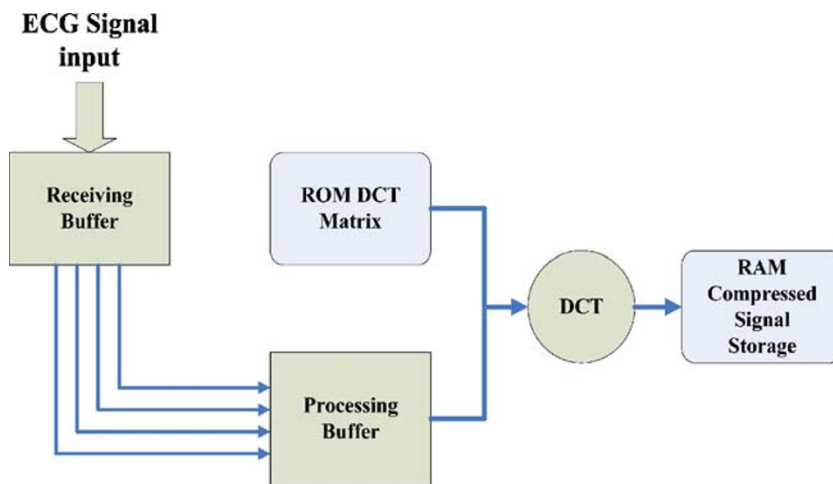 ECG Signal
input
Receiving
Buffer
ROM DCT
Matrix
DCT
RAM
Compressed
Signal
Storage
Processing
Buffer